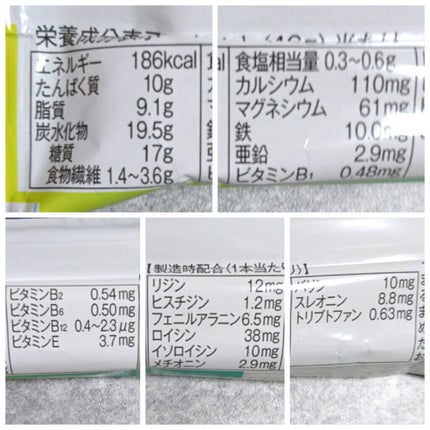 栄養成分表
エネルギー 186kcal
たんぱく質 10g
脂質 9.1g
炭水化物 19.5g
糖質 17g
食物繊維 1.4~3.6g
食塩相当量 0.3~0.6g
カルシウム 110mg
マグネシウム 61mg
鉄 10.0mg
亜鉛 2.9mg
ビタミンB1 0.48mg
ビタミンB2 0.54mg
ビタミンB6 0.50mg
ビタミンB12 0.4~2.3μg
ビタミンE 3.7mg
【製造時配合(1本当たり)】
リジン 12mg
ヒスチジン 1.2mg
フェニルアラニン 6.5mg
ロイシン 38mg
イソロイシン 10mg
メチオニン 2.9mg
バリン 10mg
スレオニン 8.8mg
トリプトファン 0.63mg